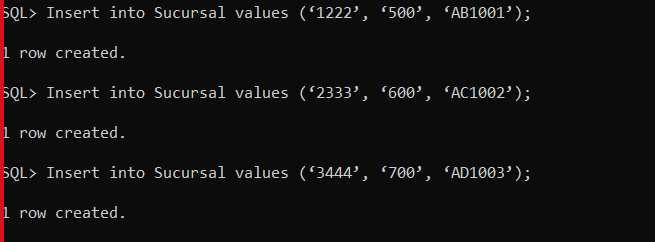 SQL> Insert into Sucursal values (‘1222’, ‘500’, ‘AB1001’);
1 row created.
SQL> Insert into Sucursal values (‘2333’, ‘600’, ‘AC1002’);
1 row created.
SQL> Insert into Sucursal values (‘3444’, ‘700’, ‘AD1003’);
1 row created.